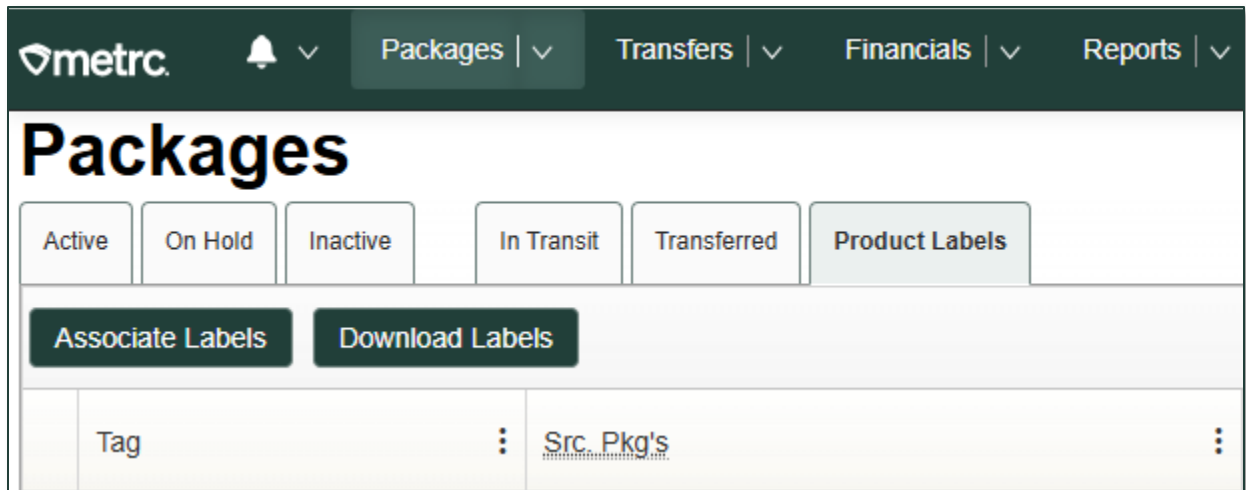 metrc. Packages Transfers Financials Reports
Packages
Active On Hold Inactive In Transit Transferred Product Labels
Associate Labels Download Labels
Tag Src. Pkg's